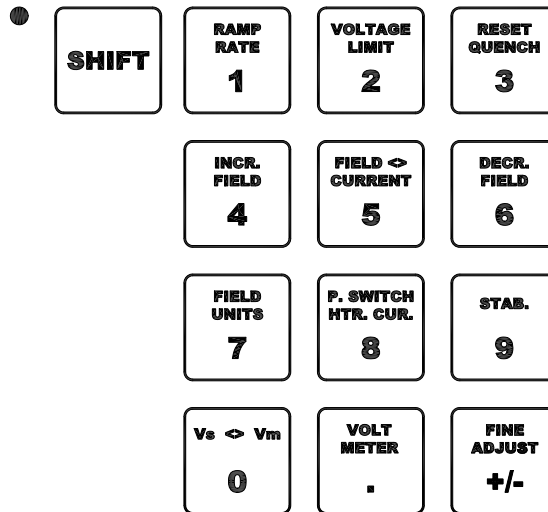 SHIFT
RAMP
RATE
1
VOLTAGE
LIMIT
2
RESET
QUENCH
3
INCR.
FIELD
4
FIELD <>
CURRENT
5
DECR.
FIELD
6
FIELD
UNITS
7
P. SWITCH
HTR. CUR.
8
STAB.
9
Vs <> Vm
0
VOLT
METER
.
FINE
ADJUST
+/-